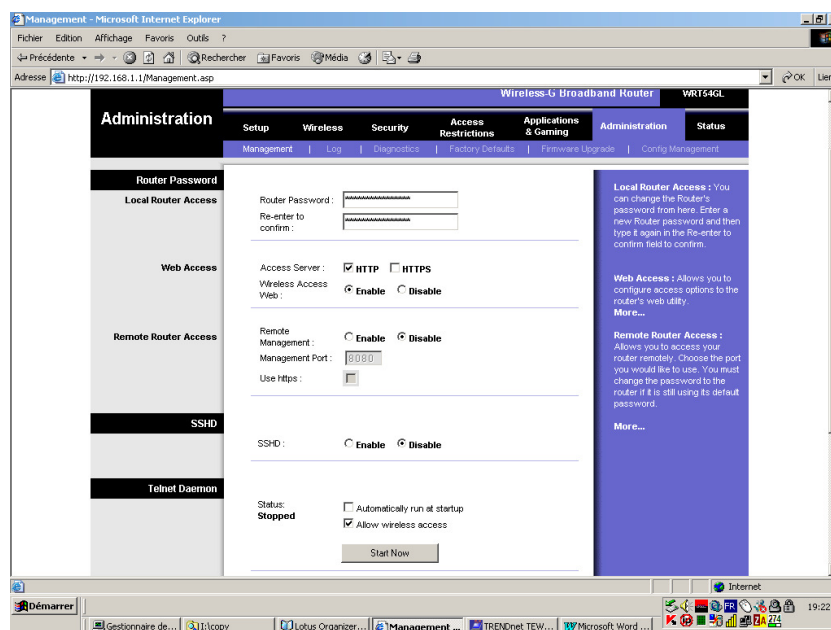 Management - Microsoft Internet Explorer
Fichier Edition Affichage Favoris Outils ?
Précédente Rechercher Favoris Média
Adresse http://192.168.1.1/Management.asp OK Lier
Wireless-G Broadband Router WRT54GL
Administration
Setup Wireless Security Access Restrictions Applications & Gaming Administration Status
Management | Log | Diagnostics | Factory Defaults | Firmware Upgrade | Config Management
Router Password
Local Router Access
Router Password :
Re-enter to
confirm :
Web Access
Access Server : HTTP HTTPS
Wireless Access
Web : Enable Disable
Remote Router Access
Remote
Management : Enable Disable
Management Port : 8080
Use https :
SSHD
SSHD : Enable Disable
Telnet Daemon
Status: Automatically run at startup
Stopped
Allow wireless access
Start Now
Local Router Access : You
can change the Router's
password from here. Enter a
new Router password and then
type it again in the Re-enter to
confirm field to confirm.
Web Access : Allows you to
configure access options to the
router's web utility.
More...
Remote Router Access :
Allows you to access your
router remotely. Choose the port
you would like to use. You must
change the password to the
router if it is still using its default
password.
More...
Internet
Démarrer FR 19:22
Gestionnaire de... I:\copy Lotus Organizer... Management ... TRENDnet TEW... Microsoft Word ... ZA 274